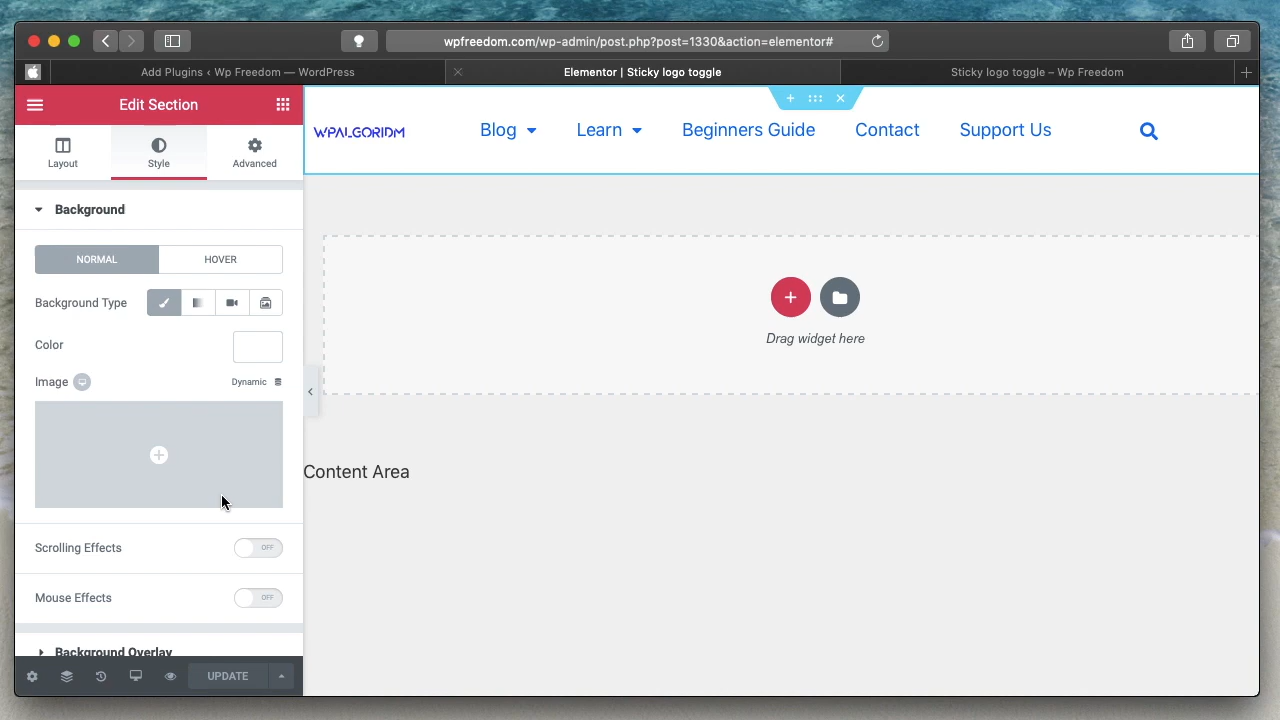 wpfreedom.com/wp-admin/post.php?post=1330&action=elementor#
Add Plugins ‹ Wp Freedom — WordPress
Elementor | Sticky logo toggle
Sticky logo toggle – Wp Freedom
Edit Section
WPALGORIDM
Blog
Learn
Beginners Guide
Contact
Support Us
Layout
Style
Advanced
Background
NORMAL
HOVER
Background Type
Color
Image
Dynamic
Drag widget here
Content Area
Scrolling Effects
OFF
Mouse Effects
OFF
Background Overlay
UPDATE